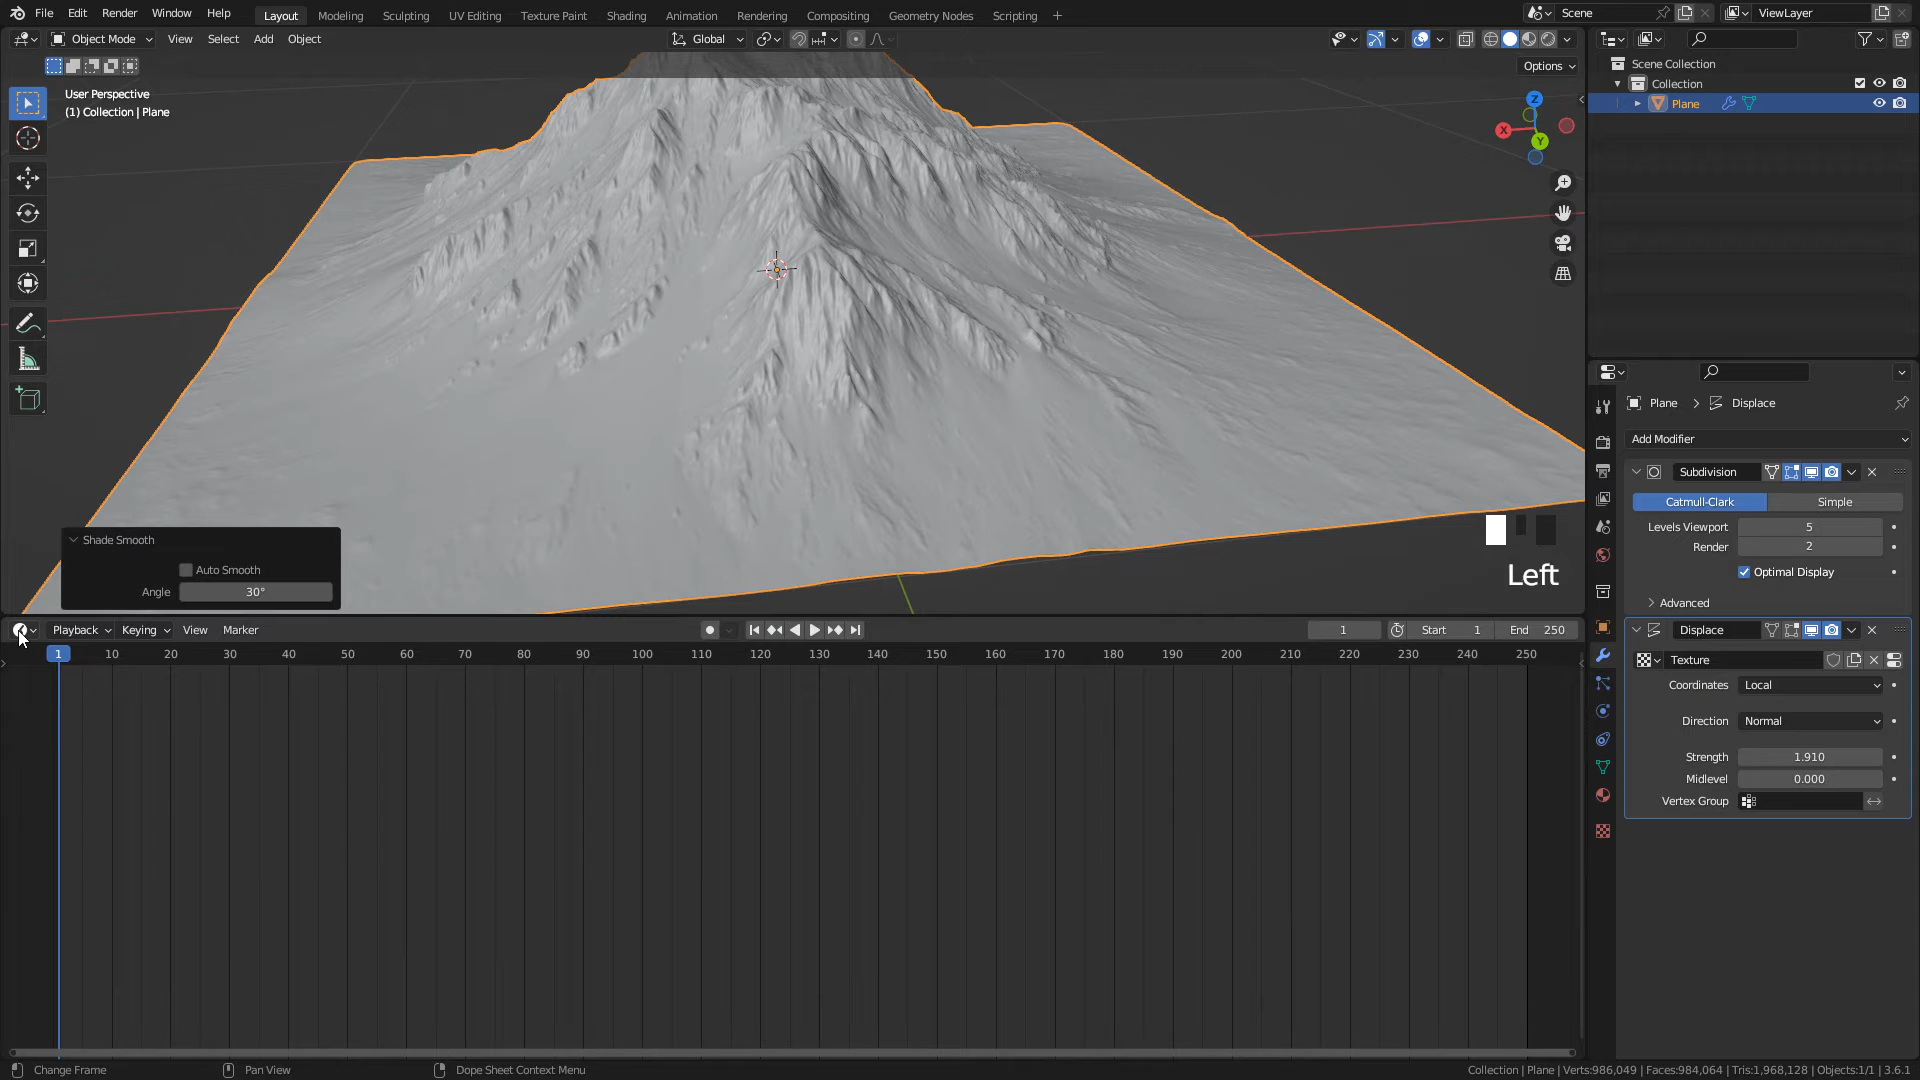 File Edit Render Window Help Layout Modeling Sculpting UV Editing Texture Paint Shading Animation Rendering Compositing Geometry Nodes Scripting + Scene ViewLayer
Object Mode View Select Add Object Global
Options
User Perspective
(1) Collection | Plane
Z
X
Y
Scene Collection
Collection
Plane
Plane > Displace
Add Modifier
Subdivision
Catmull-Clark Simple
Levels Viewport 5
Render 2
Optimal Display
Advanced
Displace
Texture
Coordinates Local
Direction Normal
Strength 1.910
Midlevel 0.000
Vertex Group
Shade Smooth
Auto Smooth
Angle 30°
Left
Playback Keying View Marker 1 Start 1 End 250
1 10 20 30 40 50 60 70 80 90 100 110 120 130 140 150 160 170 180 190 200 210 220 230 240 250
Change Frame Pan View Dope Sheet Context Menu Collection | Plane | Verts:986,049 | Faces:984,064 | Tris:1,968,128 | Objects:1/1 | 3.6.1